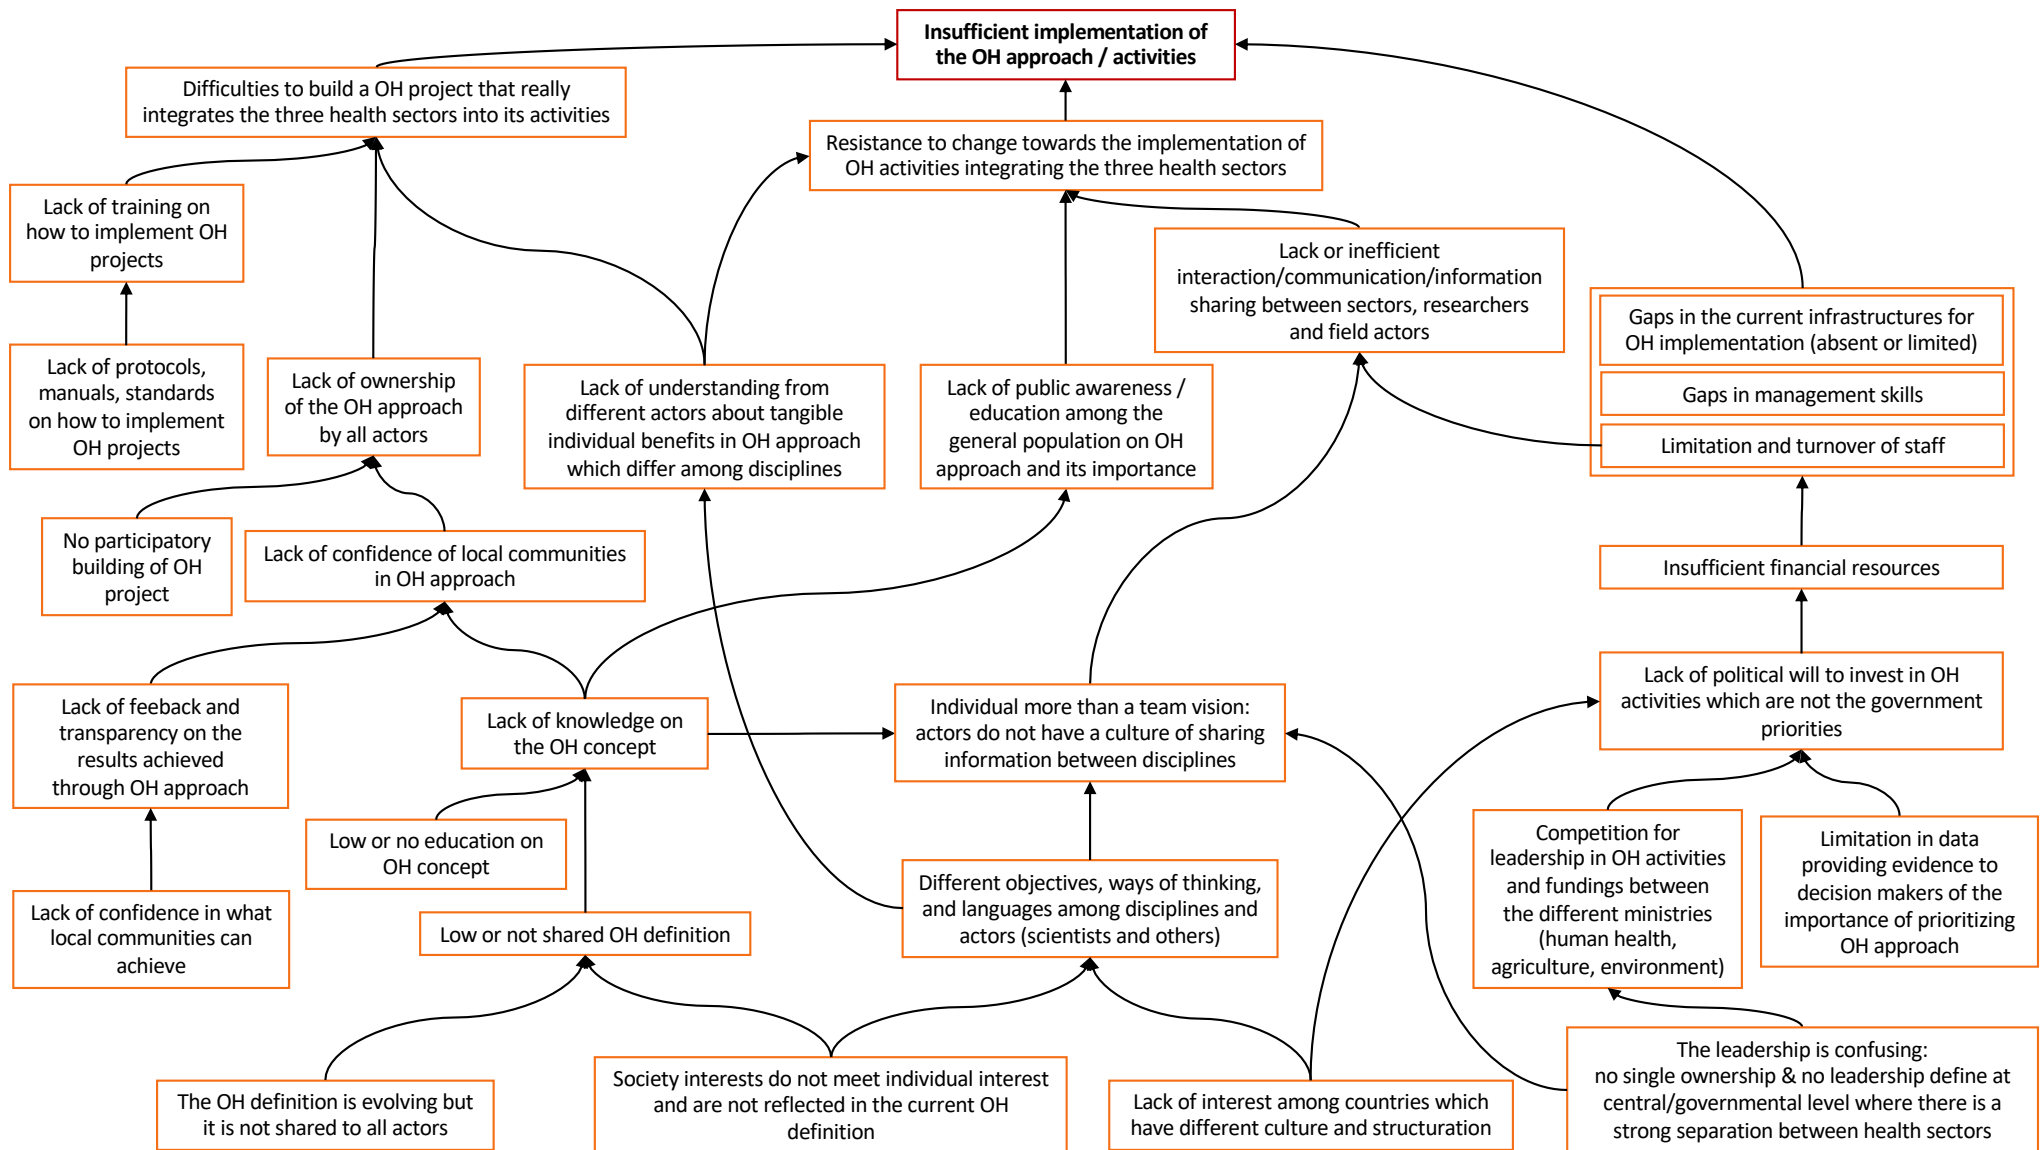 Insufficient implementation of
the OH approach / activities
Difficulties to build a OH project that really
integrates the three health sectors into its activities
Resistance to change towards the implementation of
OH activities integrating the three health sectors
Lack of training on
how to implement OH
projects
Lack or inefficient
interaction/communication/information
sharing between sectors, researchers
and field actors
Gaps in the current infrastructures for
OH implementation (absent or limited)
Gaps in management skills
Limitation and turnover of staff
Lack of protocols,
manuals, standards
on how to implement
OH projects
Lack of ownership
of the OH approach
by all actors
Lack of understanding from
different actors about tangible
individual benefits in OH approach
which differ among disciplines
Lack of public awareness /
education among the
general population on OH
approach and its importance
No participatory
building of OH
project
Lack of confidence of local communities
in OH approach
Insufficient financial resources
Lack of feeback and
transparency on the
results achieved
through OH approach
Lack of knowledge on
the OH concept
Individual more than a team vision:
actors do not have a culture of sharing
information between disciplines
Lack of political will to invest in OH
activities which are not the government
priorities
Low or no education on
OH concept
Competition for
leadership in OH activities
and fundings between
the different ministries
(human health,
agriculture, environment)
Limitation in data
providing evidence to
decision makers of the
importance of prioritizing
OH approach
Lack of confidence in what
local communities can
achieve
Low or not shared OH definition
Different objectives, ways of thinking,
and languages among disciplines and
actors (scientists and others)
The OH definition is evolving but
it is not shared to all actors
Society interests do not meet individual interest
and are not reflected in the current OH
definition
Lack of interest among countries which
have different culture and structuration
The leadership is confusing:
no single ownership & no leadership define at
central/governmental level where there is a
strong separation between health sectors